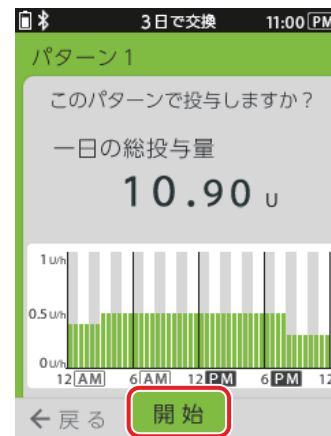 3日で交換 11:00 PM
パターン1
このパターンで投与しますか？
一日の総投与量
10.90 U
1 U/h
0.5 U/h
0 U/h
12 AM 6 AM 12 PM 6 PM 12
戻る 開始